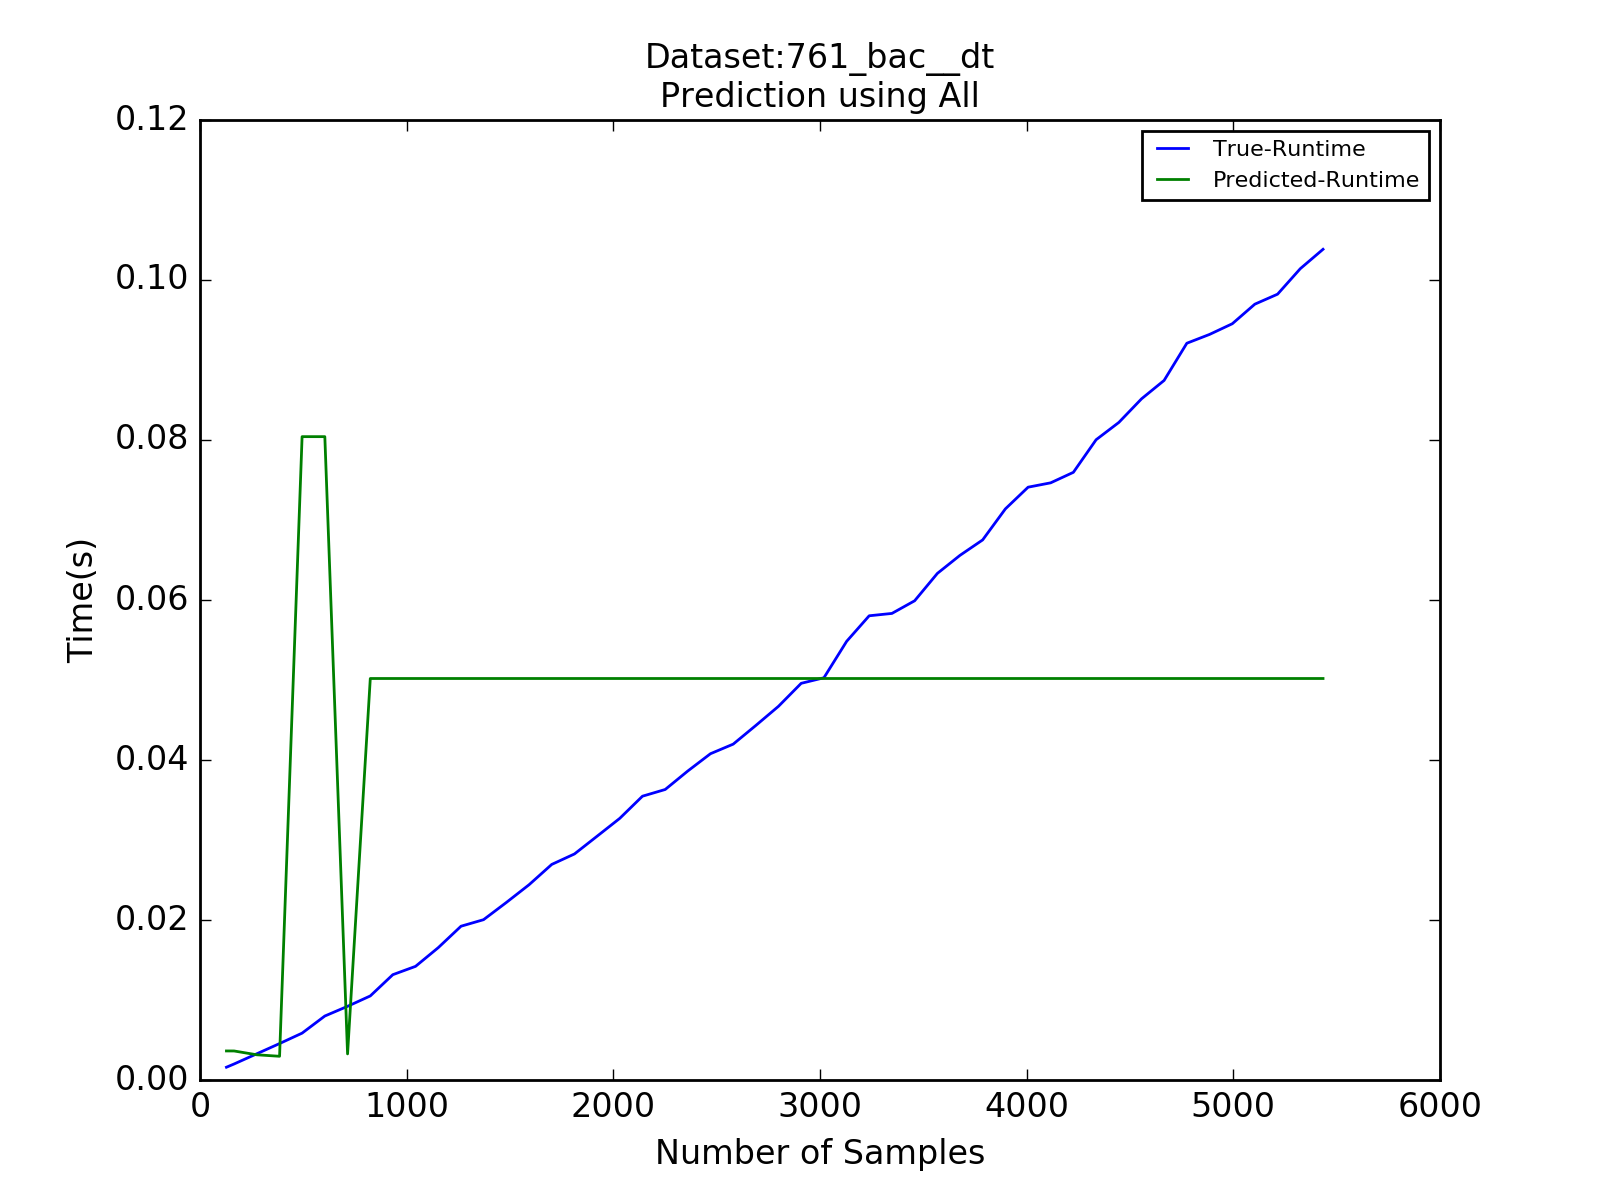 Dataset:761_bac__dt
Prediction using All
0.12
0.10
0.08
0.06
0.04
0.02
0.00
Time(s)
True-Runtime
Predicted-Runtime
0 1000 2000 3000 4000 5000 6000
Number of Samples